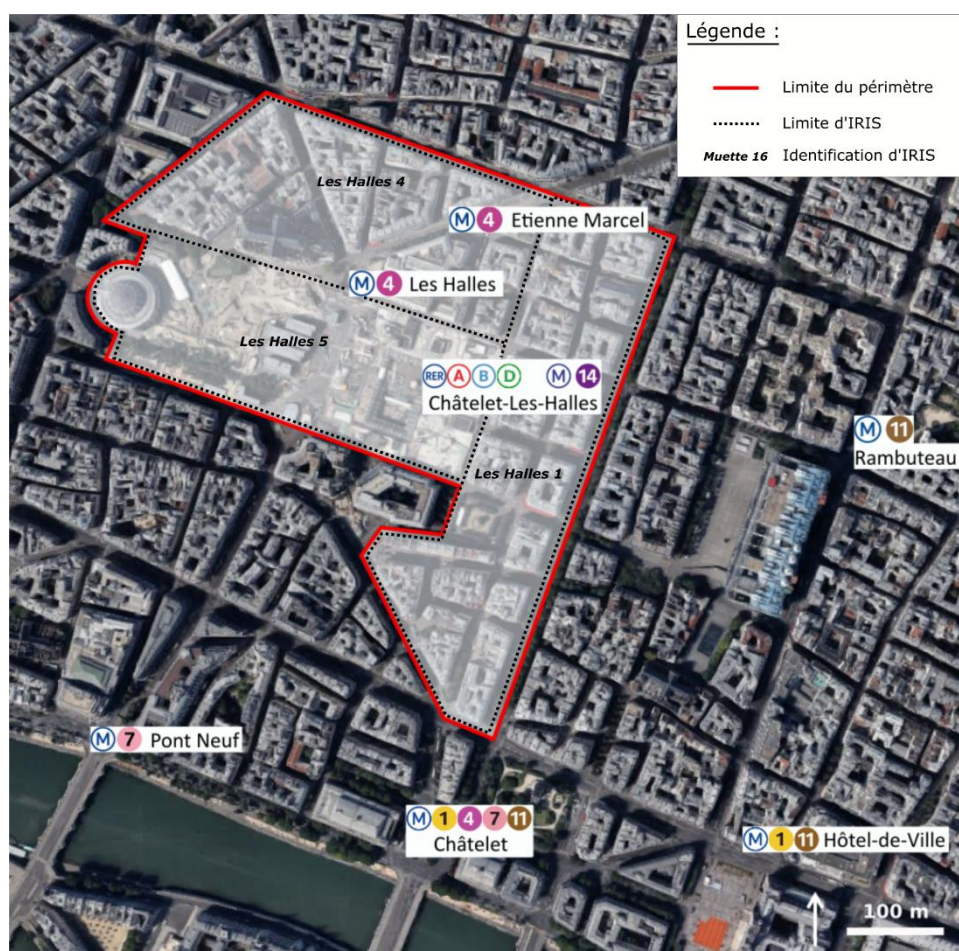 Légende :
Limite du périmètre
Limite d'IRIS
Muette 16 Identification d'IRIS
Les Halles 4
M 4 Etienne Marcel
M 4 Les Halles
Les Halles 5
RER A B D M 14
Châtelet-Les-Halles
M 11
Rambuteau
Les Halles 1
M 7 Pont Neuf
M 1 4 7 11
Châtelet
M 1 11 Hôtel-de-Ville
100 m